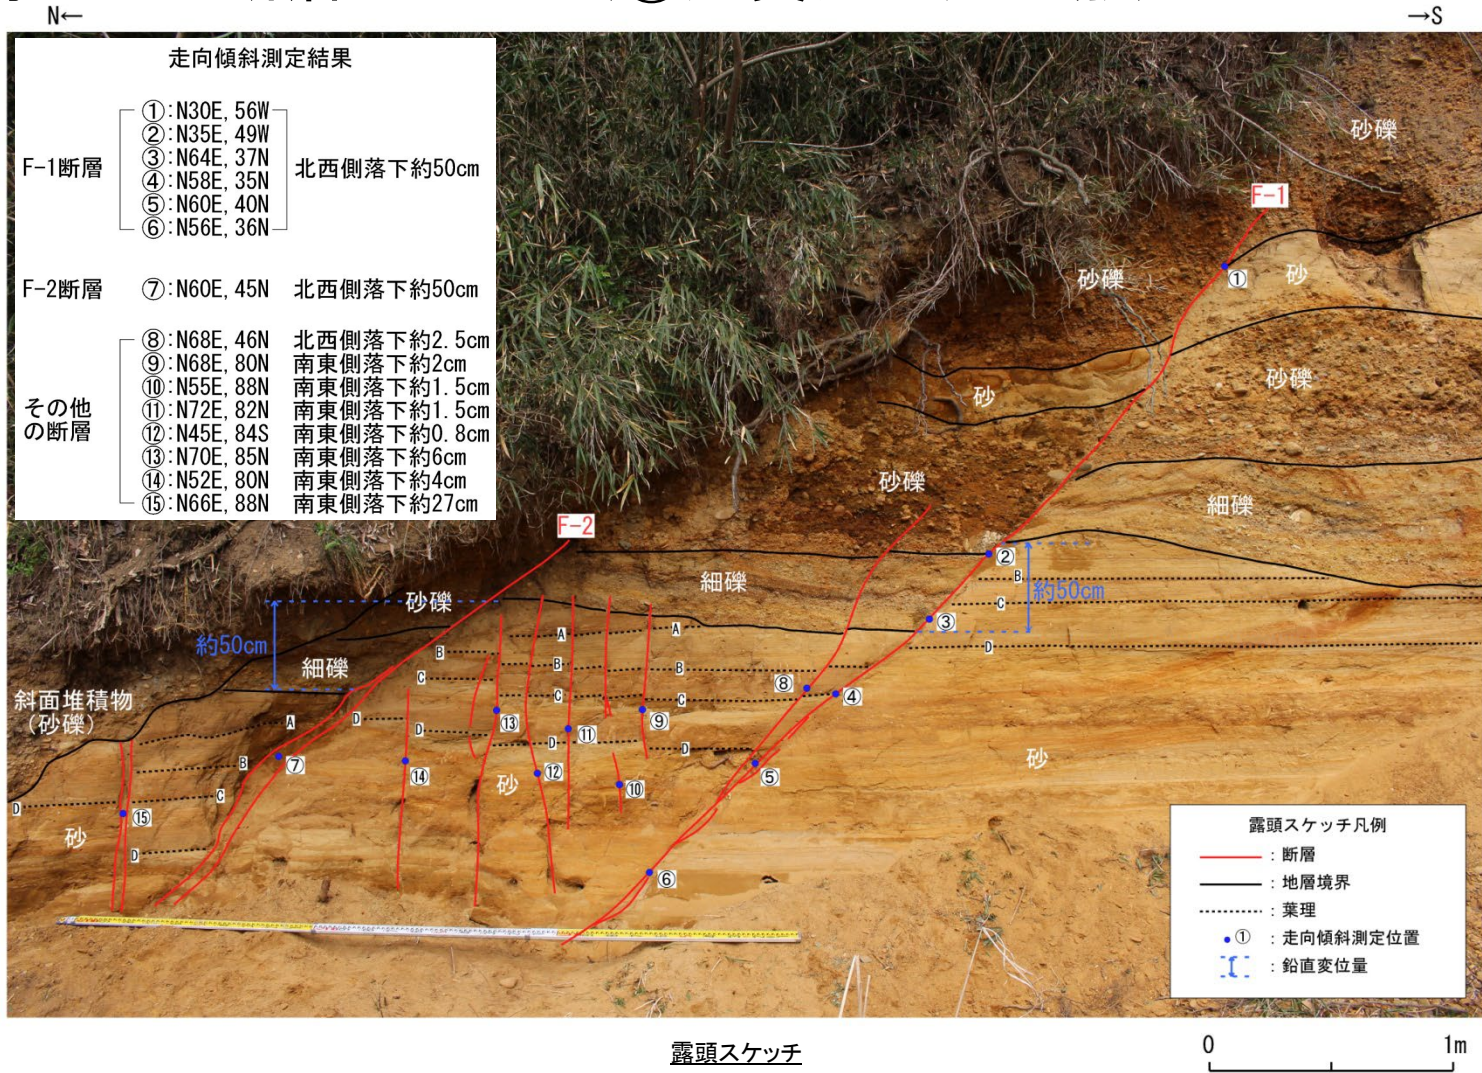 N← →S
走向傾斜測定結果
F-1断層
①:N30E, 56W
②:N35E, 49W
③:N64E, 37N
④:N58E, 35N
⑤:N60E, 40N
⑥:N56E, 36N
北西側落下約50cm
F-2断層 ⑦:N60E, 45N 北西側落下約50cm
その他
の断層
⑧:N68E, 46N 北西側落下約2.5cm
⑨:N68E, 80N 南東側落下約2cm
⑩:N55E, 88N 南東側落下約1.5cm
⑪:N72E, 82N 南東側落下約1.5cm
⑫:N45E, 84S 南東側落下約0.8cm
⑬:N70E, 85N 南東側落下約6cm
⑭:N52E, 80N 南東側落下約4cm
⑮:N66E, 88N 南東側落下約27cm
砂礫
F-1
①
砂
砂礫
砂礫
砂
砂礫
細礫
F-2
②
B
約50cm
C
細礫
砂礫
③
A A
D
約50cm
B B B
細礫
C C C
⑧ ④
斜面堆積物
(砂礫)
A D D ⑬ ⑪ ⑨
D D
B ⑦ ⑭ ⑫ ⑤
砂
砂
C ⑩
D ⑮
砂
D
⑥
露頭スケッチ凡例
:断層
:地層境界
:葉理
①:走向傾斜測定位置
:鉛直変位量
露頭スケッチ
0 1m